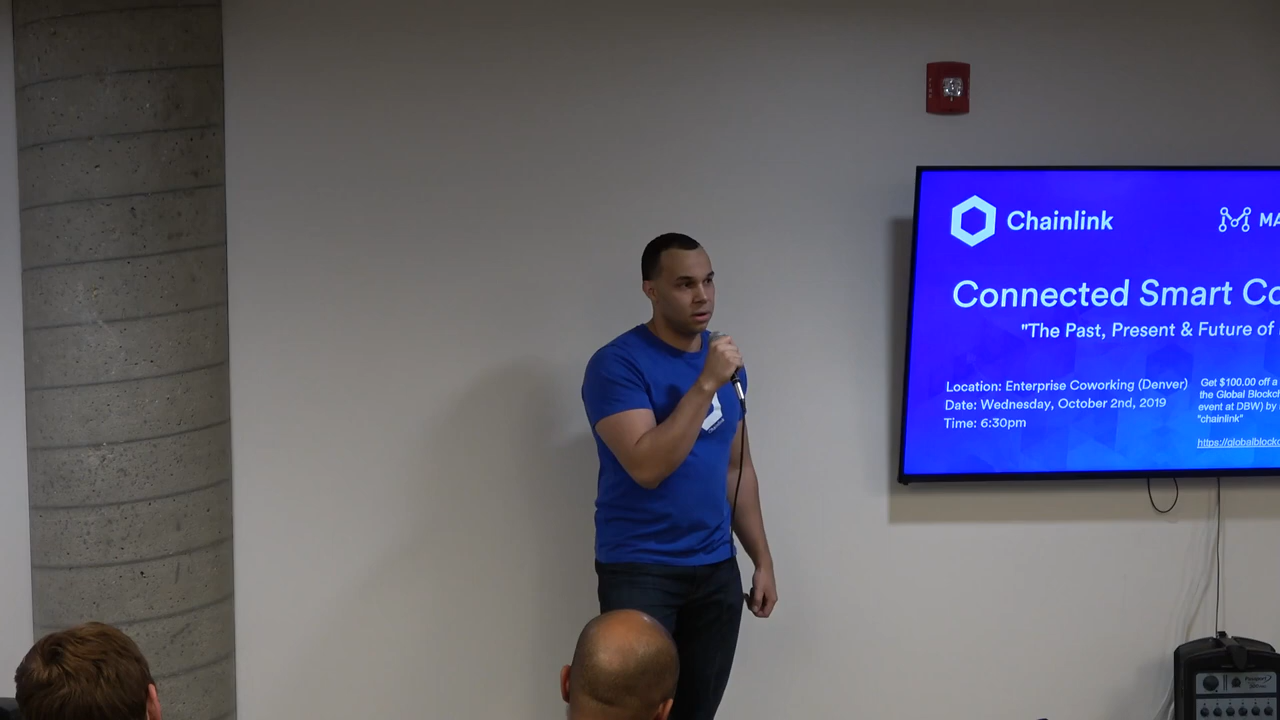 Chainlink
MA
Connected Smart Co
"The Past, Present & Future of
Location: Enterprise Coworking (Denver)
Date: Wednesday, October 2nd, 2019
Time: 6:30pm
Get $100.00 off a
the Global Blockch
event at DBW) by
"chainlink"
https://globalblockc
Chainlink